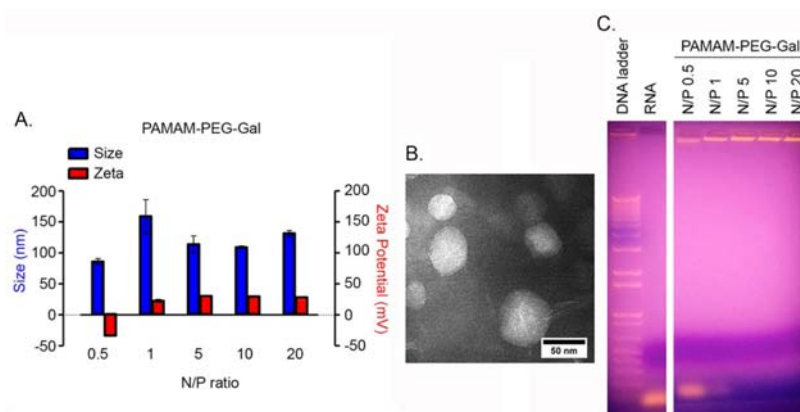 A.
PAMAM-PEG-Gal
Size
Zeta
200
150
100
50
0
-50
Size (nm)
200
150
100
50
0
-50
Zeta Potential (mV)
0.5 1 5 10 20
N/P ratio
B.
50 nm
C.
PAMAM-PEG-Gal
DNA ladder
RNA
N/P 0.5
N/P 1
N/P 5
N/P 10
N/P 20